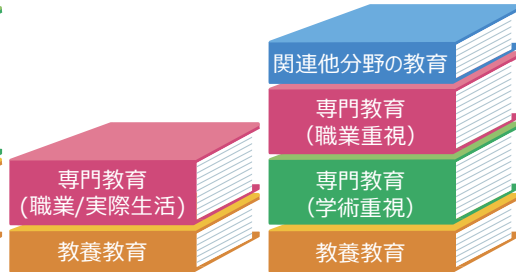 専門教育
(職業/実際生活)
教養教育
関連他分野の教育
専門教育
（職業重視）
専門教育
（学術重視）
教養教育